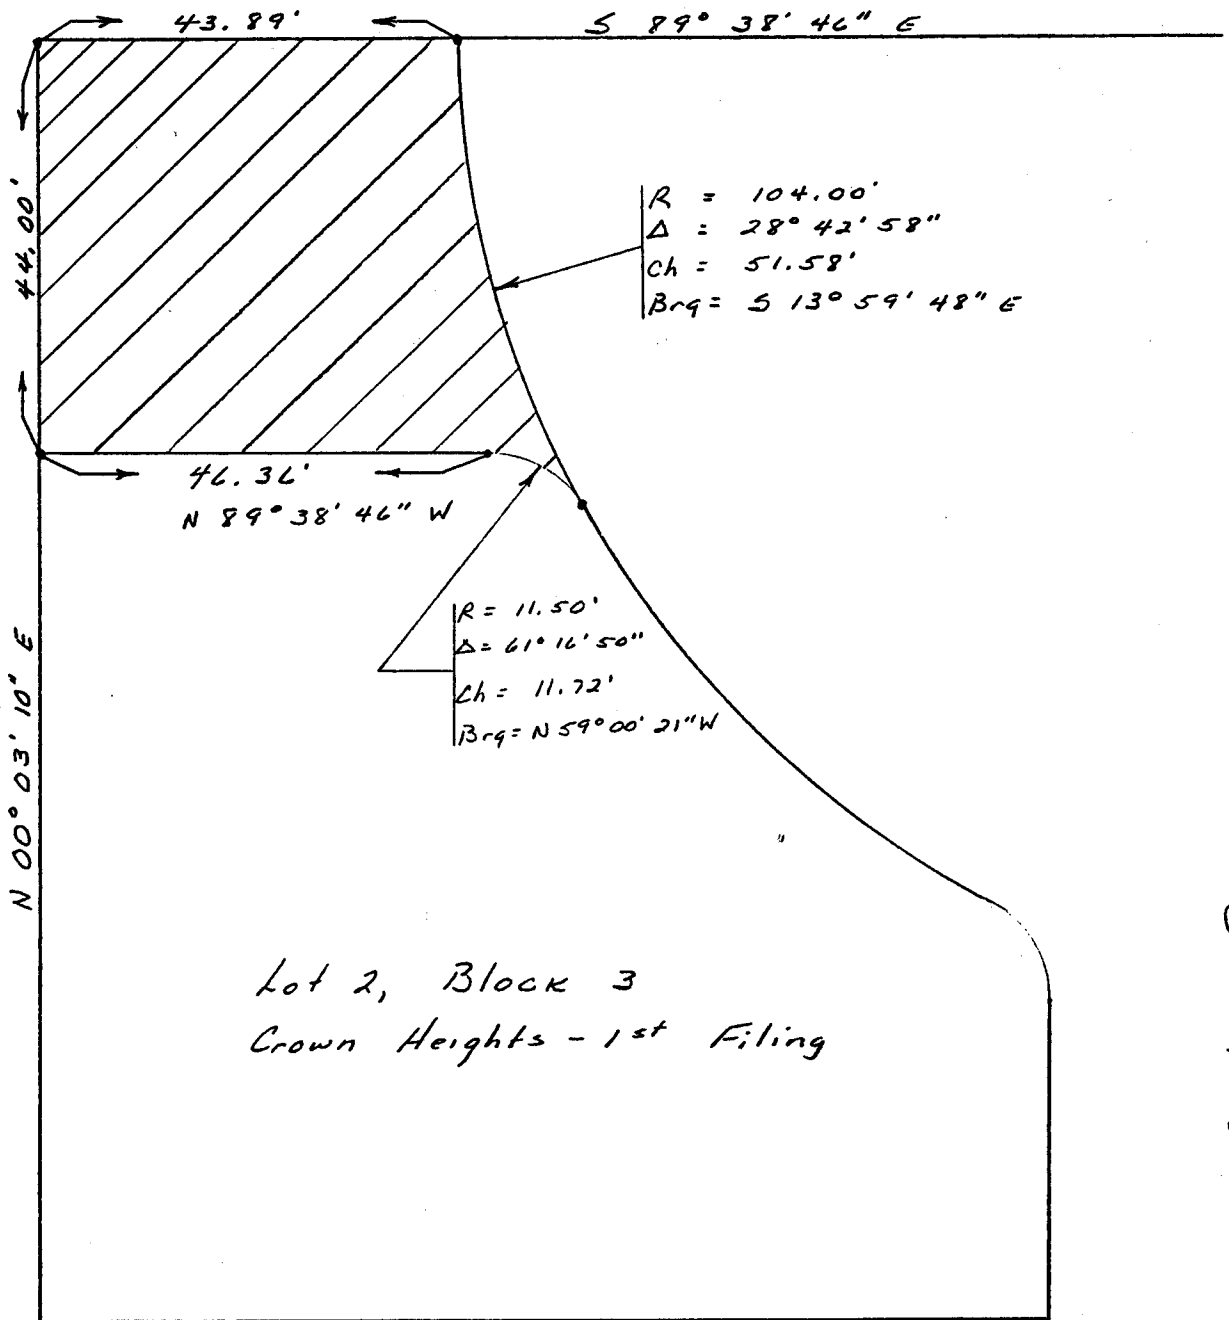 43.89'
S 89° 38' 46" E
44.00'
R = 104.00'
Δ = 28° 42' 58"
Ch = 51.58'
Brg = S 13° 59' 48" E
46.36'
N 89° 38' 46" W
R = 11.50'
Δ = 61° 16' 50"
Ch = 11.72'
Brg = N 59° 00' 21" W
N 00° 03' 10" E
Lot 2, Block 3
Crown Heights - 1st Filing